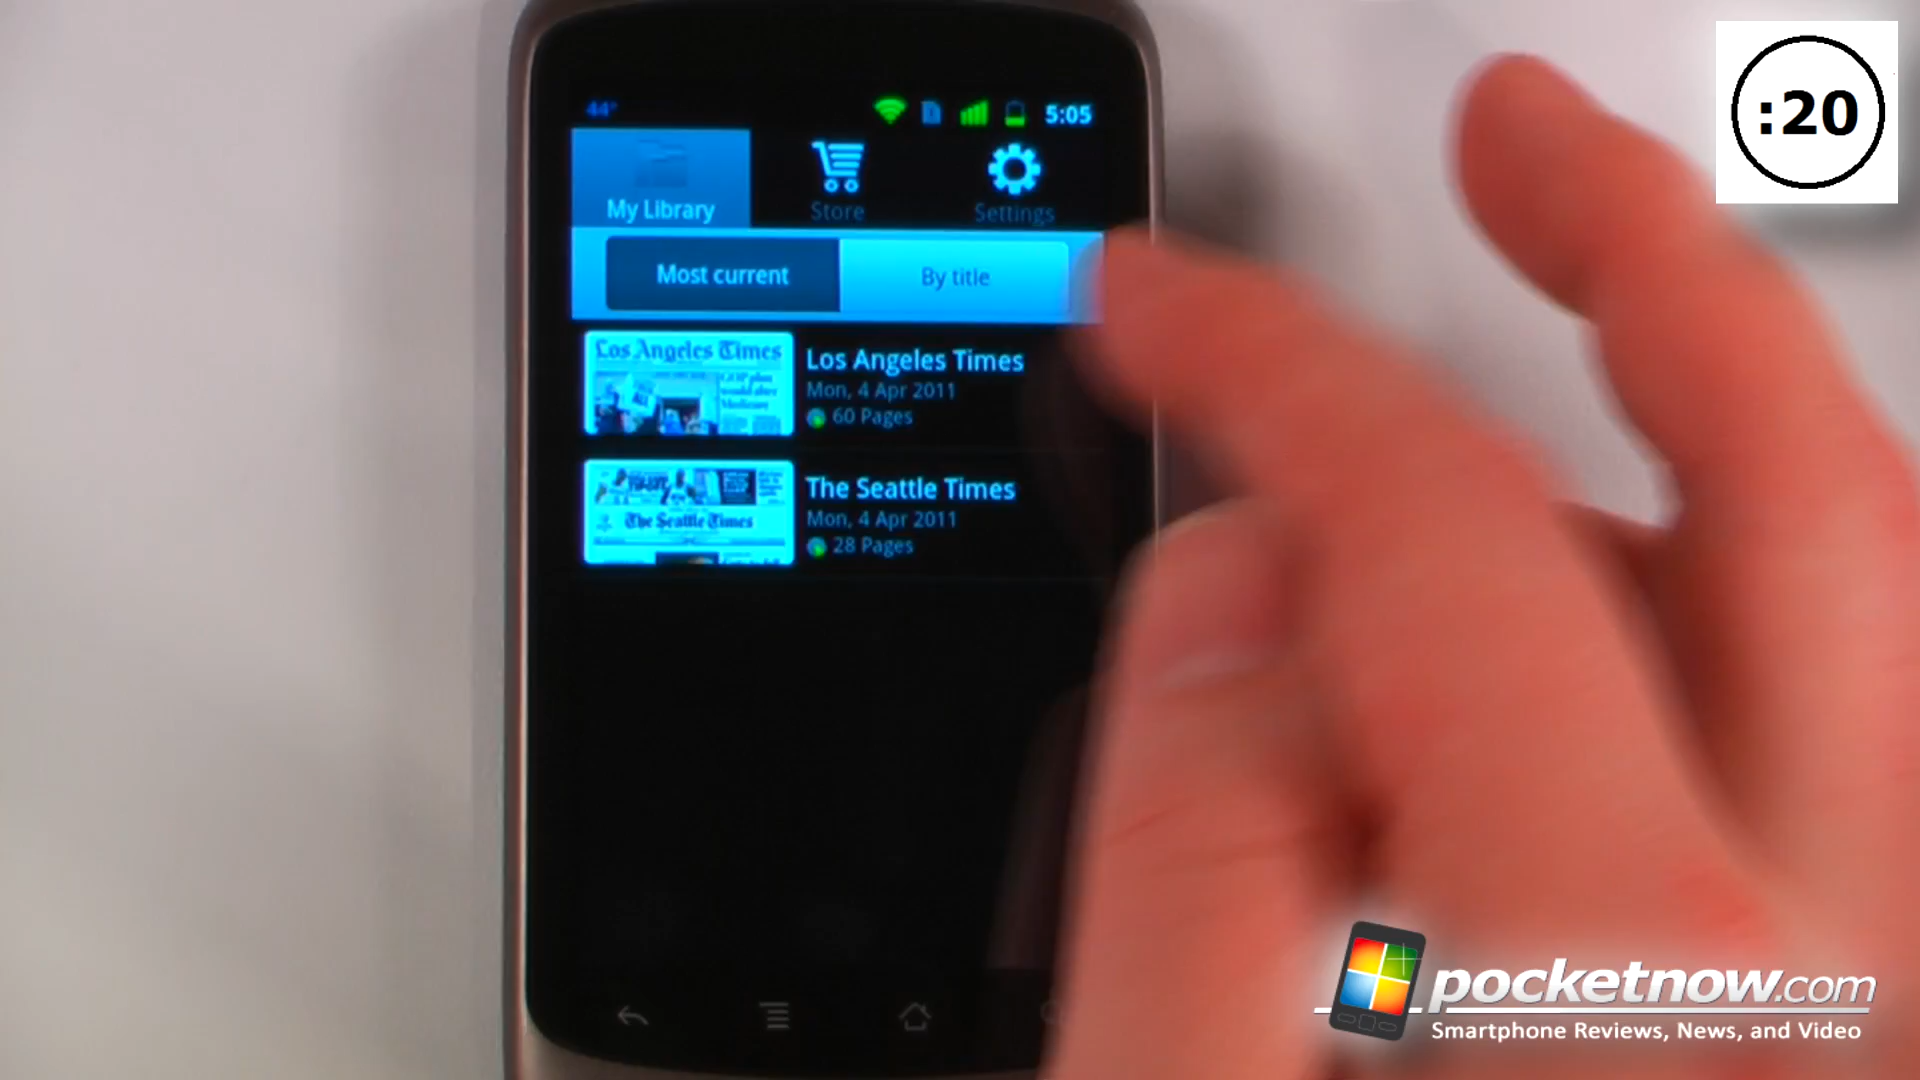 :20
44°
5:05
My Library
Store
Settings
Most current
By title
Los Angeles Times
Los Angeles Times
Mon, 4 Apr 2011
60 Pages
The Seattle Times
The Seattle Times
Mon, 4 Apr 2011
28 Pages
pocketnow.com
Smartphone Reviews, News, and Video